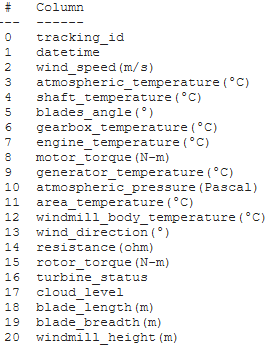 #   Column
---  ------
0   tracking_id
1   datetime
2   wind_speed(m/s)
3   atmospheric_temperature(°C)
4   shaft_temperature(°C)
5   blades_angle(°)
6   gearbox_temperature(°C)
7   engine_temperature(°C)
8   motor_torque(N-m)
9   generator_temperature(°C)
10  atmospheric_pressure(Pascal)
11  area_temperature(°C)
12  windmill_body_temperature(°C)
13  wind_direction(°)
14  resistance(ohm)
15  rotor_torque(N-m)
16  turbine_status
17  cloud_level
18  blade_length(m)
19  blade_breadth(m)
20  windmill_height(m)